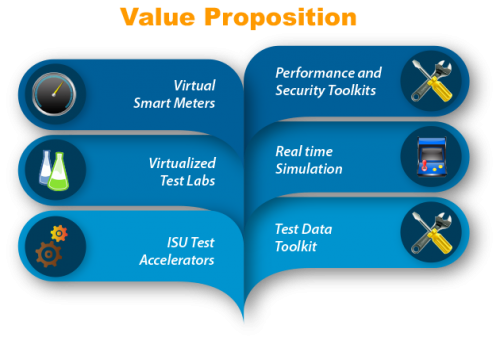 Value Proposition
Virtual
Smart Meters
Virtualized
Test Labs
ISU Test
Accelerators
Performance and
Security Toolkits
Real time
Simulation
Test Data
Toolkit